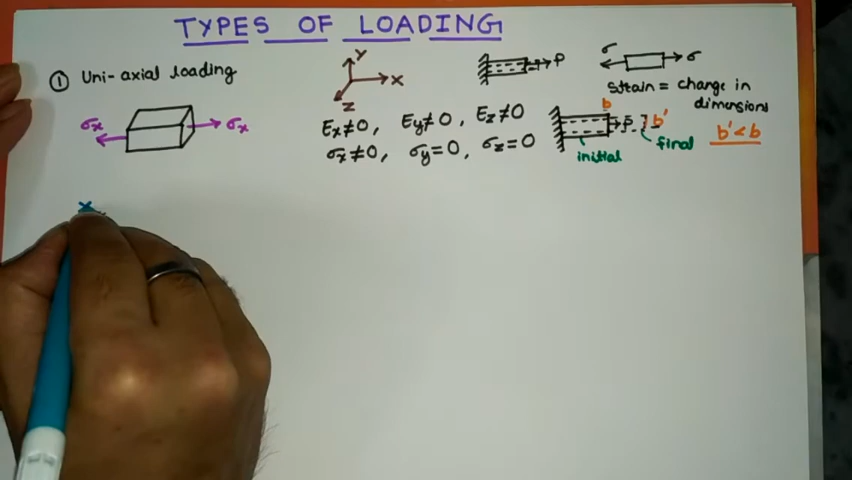 TYPES OF LOADING
① Uni-axial loading
Y
X
Z
P
σ σ
Strain = change in
dimensions
σx σx
Ex≠0, Ey≠0, Ez≠0
σx≠0, σy=0, σz=0
b
P
b'
b' < b
initial
final
x